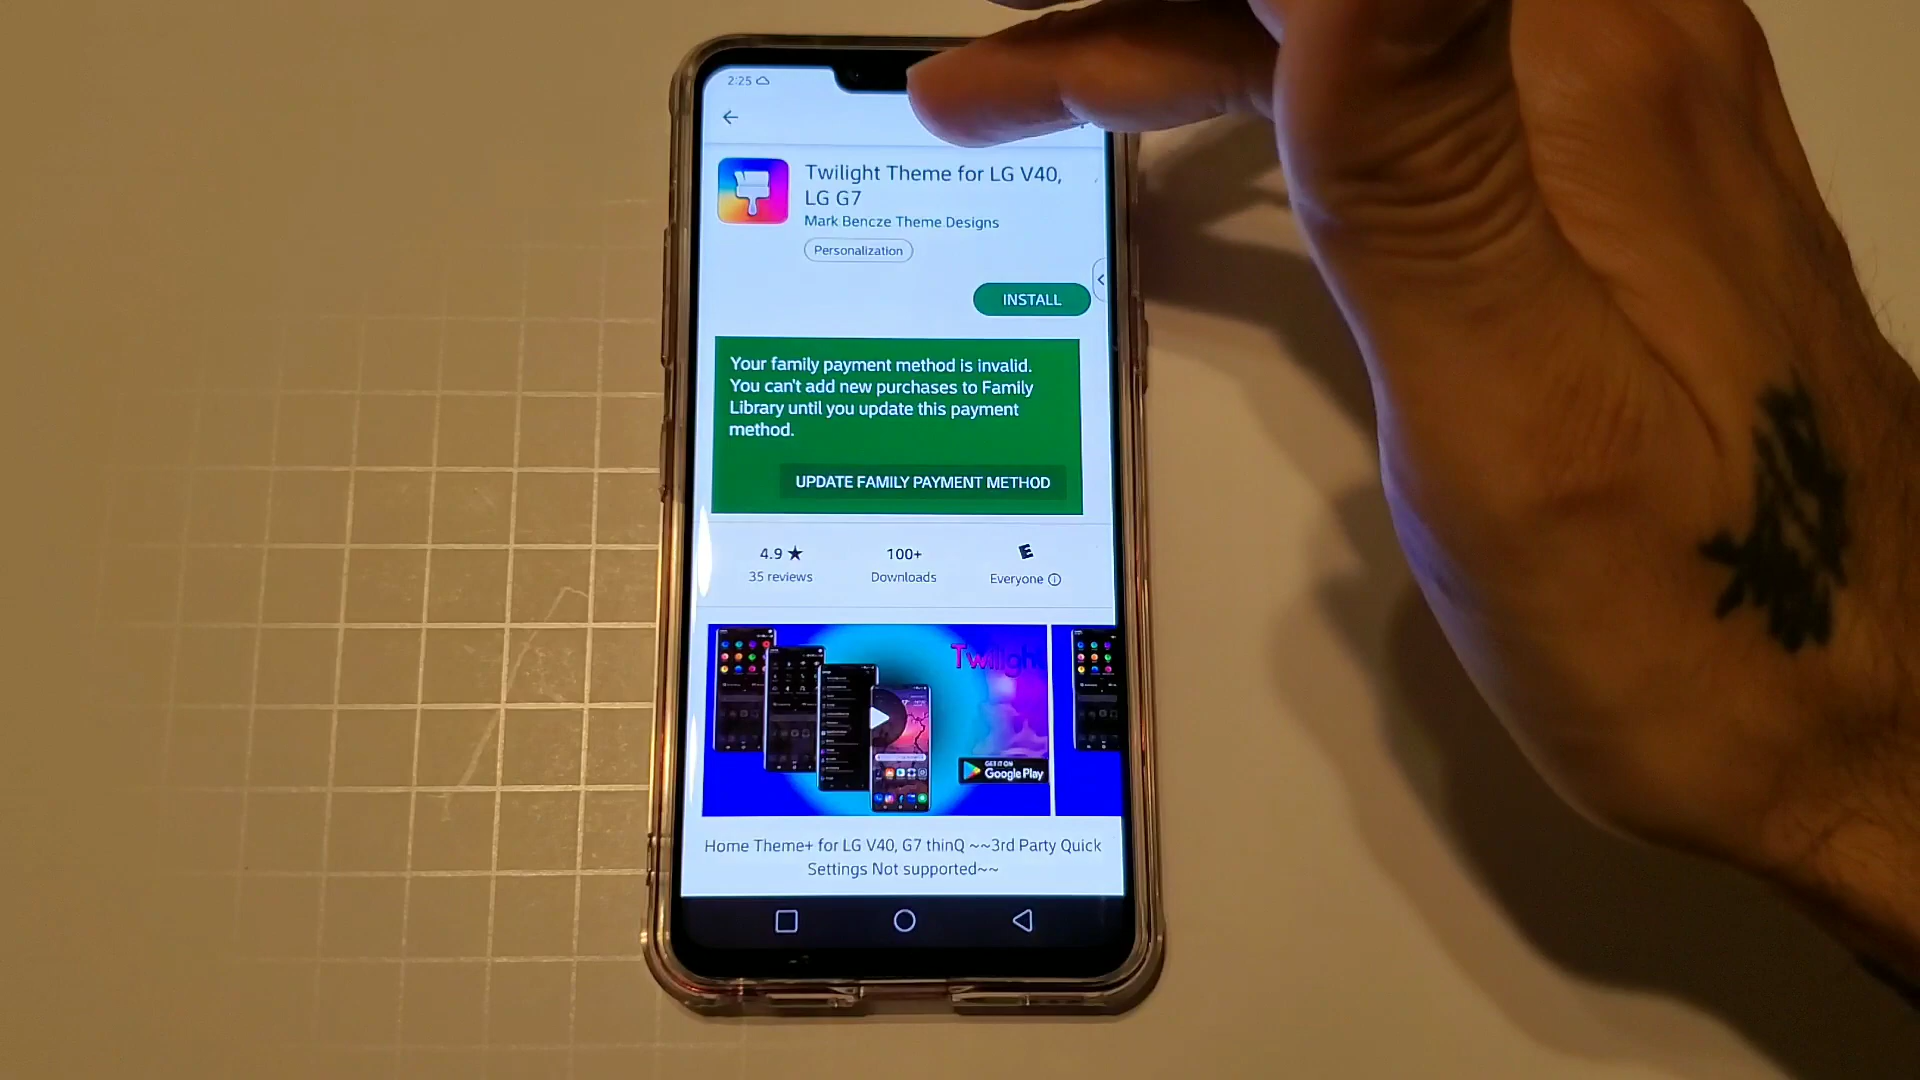 2:25
Twilight Theme for LG V40,
LG G7
Mark Bencze Theme Designs
Personalization
INSTALL
Your family payment method is invalid.
You can't add new purchases to Family
Library until you update this payment
method.
UPDATE FAMILY PAYMENT METHOD
4.9 ★
35 reviews
100+
Downloads
E
Everyone
Twilight
GET IT ON
Google Play
Home Theme+ for LG V40, G7 thinQ ~~3rd Party Quick
Settings Not supported~~